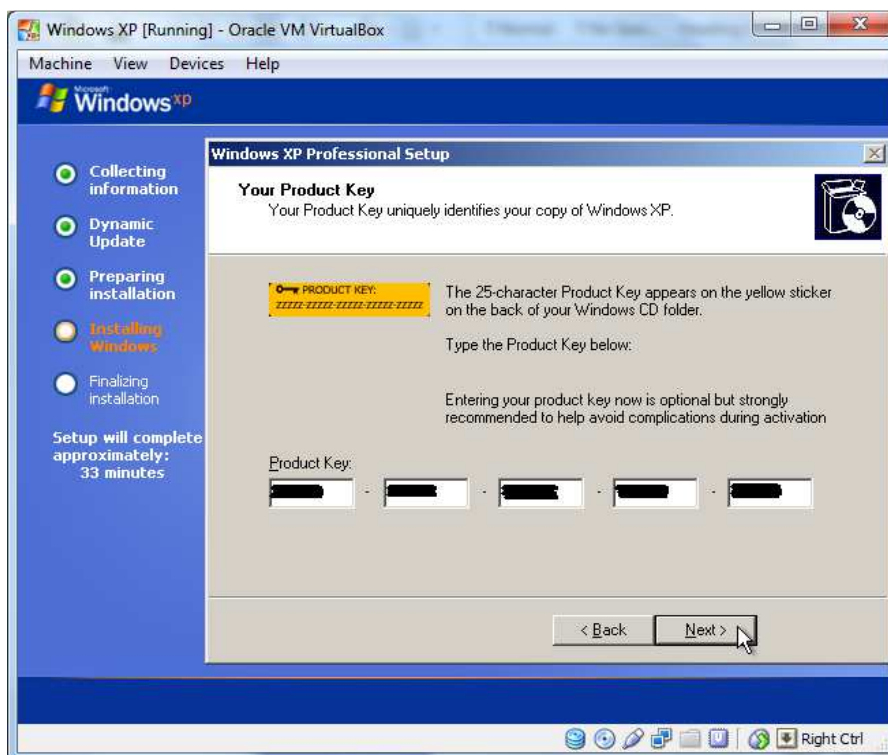 Windows XP [Running] - Oracle VM VirtualBox
Machine View Devices Help
Microsoft
Windows xp
Collecting
information
Dynamic
Update
Preparing
installation
Installing
Windows
Finalizing
installation
Setup will complete
approximately:
33 minutes
Windows XP Professional Setup
Your Product Key
Your Product Key uniquely identifies your copy of Windows XP.
PRODUCT KEY:
ZZZZZ-ZZZZZ-ZZZZZ-ZZZZZ-ZZZZZ
The 25-character Product Key appears on the yellow sticker
on the back of your Windows CD folder.
Type the Product Key below:
Entering your product key now is optional but strongly
recommended to help avoid complications during activation
Product Key:
- - - -
< Back Next >
Right Ctrl